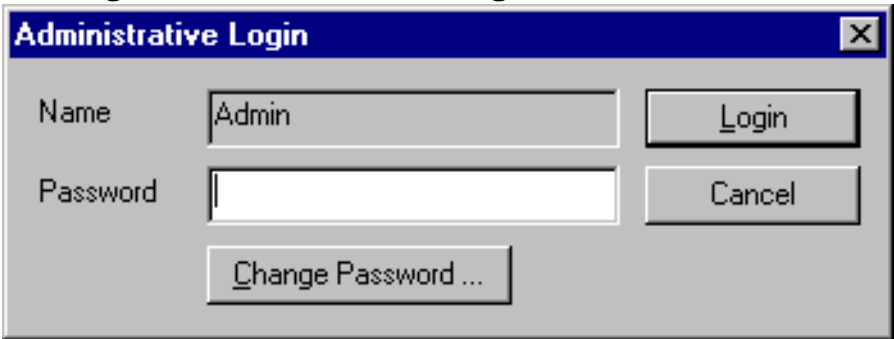 Administrative Login
Name
Admin
Login
Password
Cancel
Change Password ...